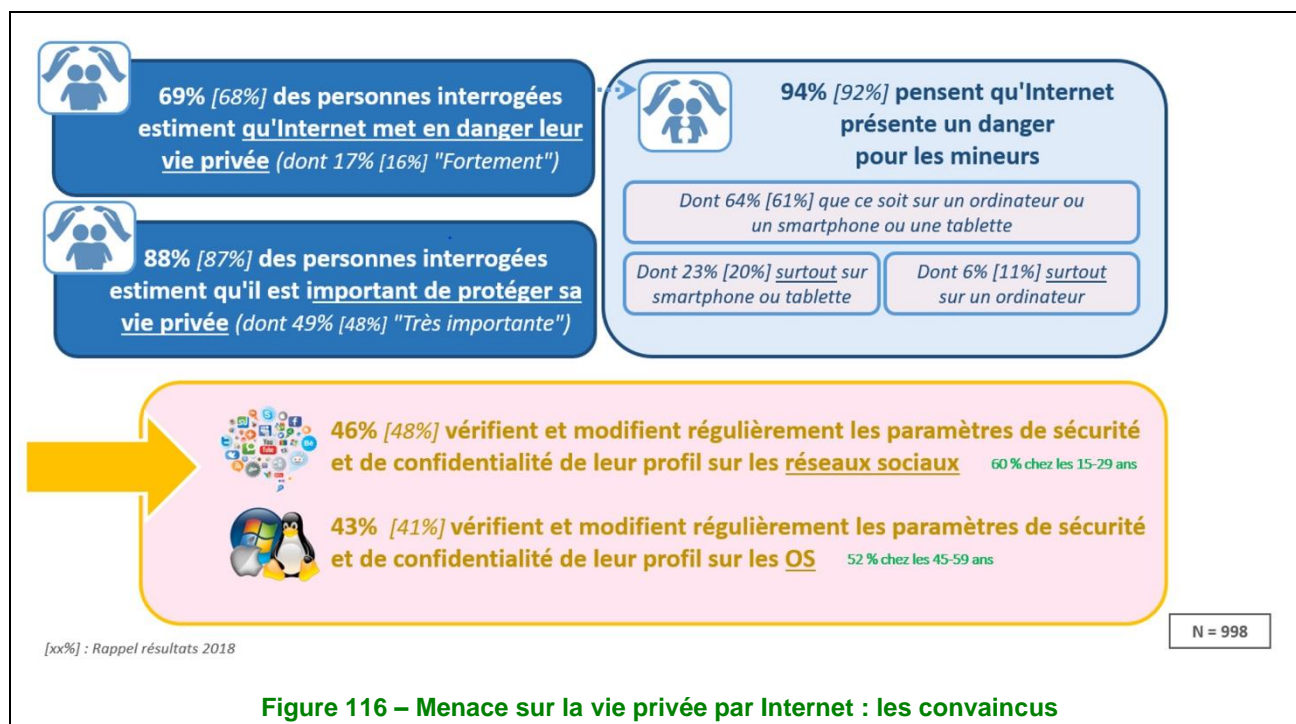 69% [68%] des personnes interrogées
estiment qu'Internet met en danger leur
vie privée (dont 17% [16%] "Fortement")
94% [92%] pensent qu'Internet
présente un danger
pour les mineurs
Dont 64% [61%] que ce soit sur un ordinateur ou
un smartphone ou une tablette
Dont 23% [20%] surtout sur
smartphone ou tablette
Dont 6% [11%] surtout
sur un ordinateur
88% [87%] des personnes interrogées
estiment qu'il est important de protéger sa
vie privée (dont 49% [48%] "Très importante")
46% [48%] vérifient et modifient régulièrement les paramètres de sécurité
et de confidentialité de leur profil sur les réseaux sociaux 60 % chez les 15-29 ans
43% [41%] vérifient et modifient régulièrement les paramètres de sécurité
et de confidentialité de leur profil sur les OS 52 % chez les 45-59 ans
N = 998
[xx%] : Rappel résultats 2018
Figure 116 – Menace sur la vie privée par Internet : les convaincus